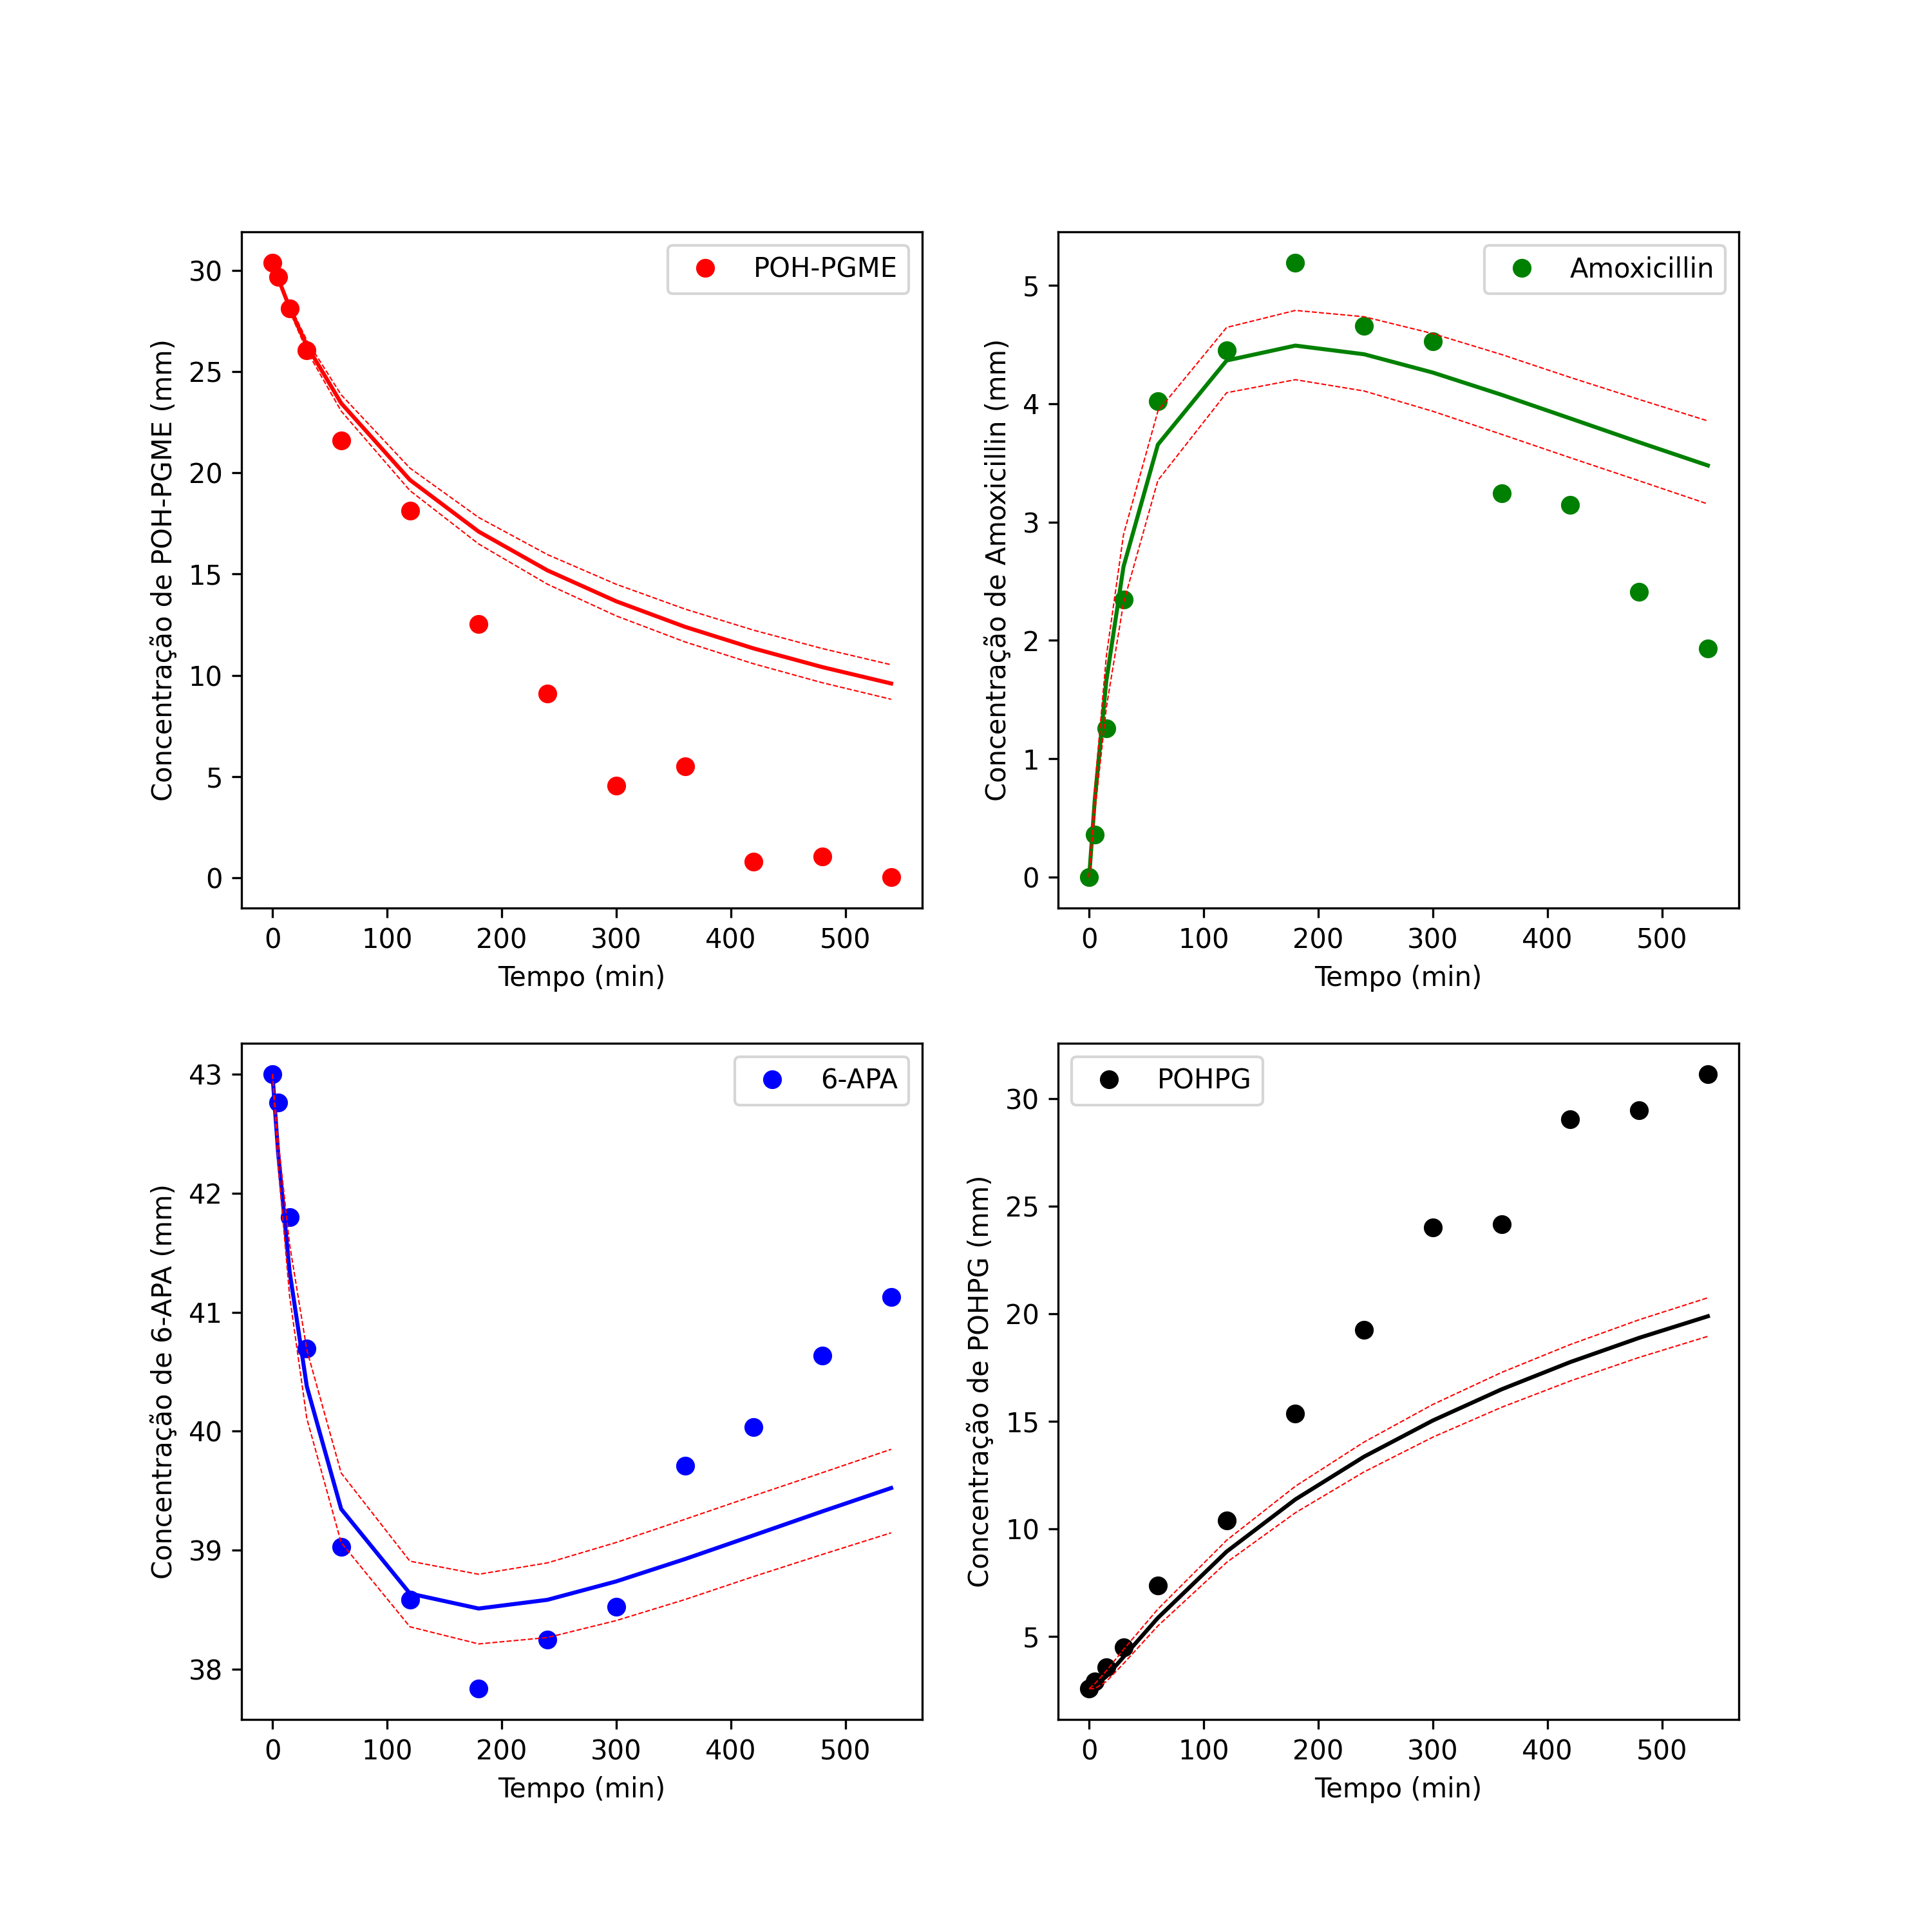 POH-PGME
Concentração de POH-PGME (mm)
30
25
20
15
10
5
0
0 100 200 300 400 500
Tempo (min)
Amoxicillin
Concentração de Amoxicillin (mm)
5
4
3
2
1
0
0 100 200 300 400 500
Tempo (min)
6-APA
Concentração de 6-APA (mm)
43
42
41
40
39
38
0 100 200 300 400 500
Tempo (min)
POHPG
Concentração de POHPG (mm)
30
25
20
15
10
5
0 100 200 300 400 500
Tempo (min)